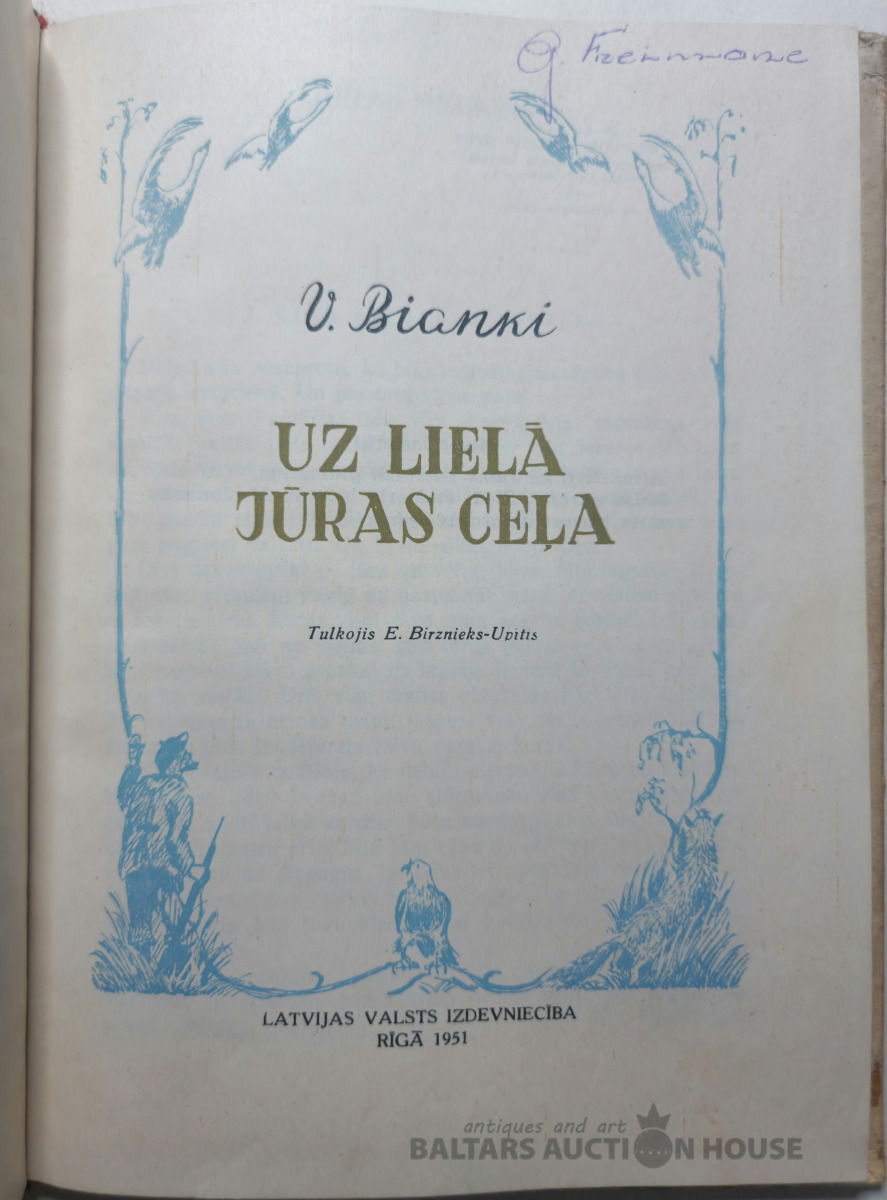 G. Freimane
V. Bianki
UZ LIELĀ
JŪRAS CEĻA
Tulkojis E. Birznieks-Upītis
LATVIJAS VALSTS IZDEVNIECĪBA
RĪGĀ 1951
antiques and art
BALTARS AUCTION HOUSE